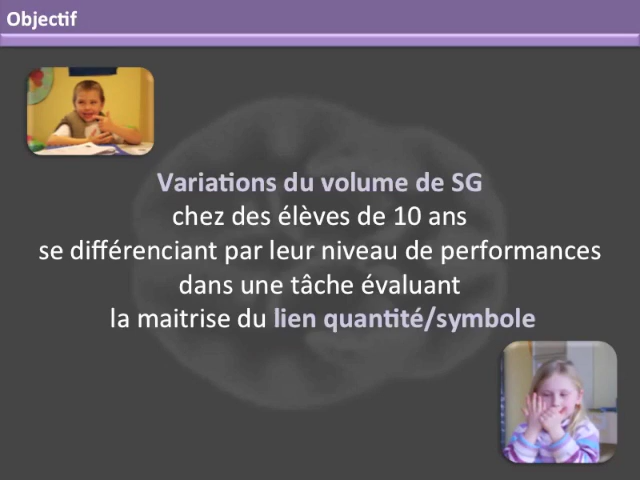 Objectif
Variations du volume de SG
chez des élèves de 10 ans
se différenciant par leur niveau de performances
dans une tâche évaluant
la maitrise du lien quantité/symbole